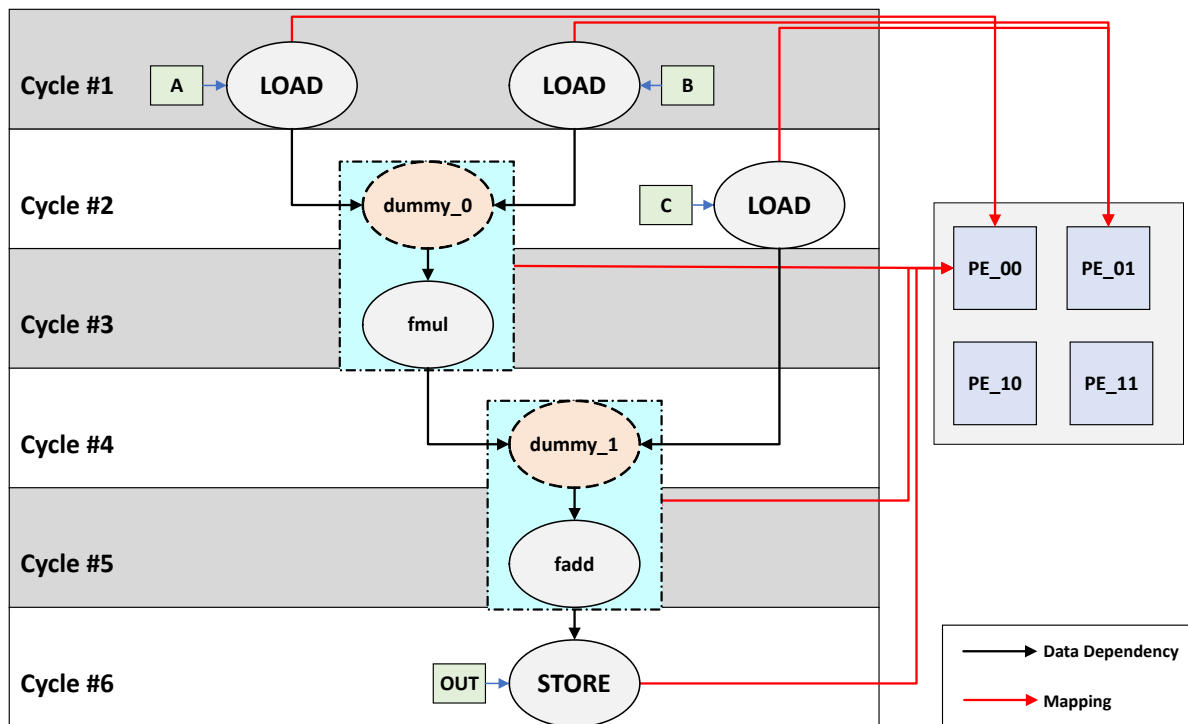 Cycle #1
A
LOAD
LOAD
B
Cycle #2
dummy_0
C
LOAD
PE_00
PE_01
Cycle #3
fmul
PE_10
PE_11
Cycle #4
dummy_1
Cycle #5
fadd
Cycle #6
OUT
STORE
Data Dependency
Mapping